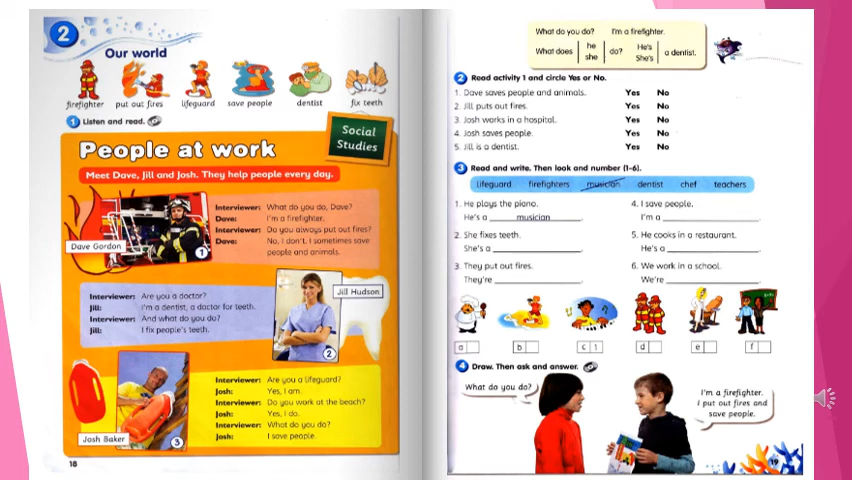 2
Our world
firefighter put out fires lifeguard save people dentist fix teeth
1 Listen and read.
Social
Studies
People at work
Meet Dave, Jill and Josh. They help people every day.
Interviewer: What do you do, Dave?
Dave: I'm a firefighter.
Interviewer: Do you always put out fires?
Dave: No, I don't. I sometimes save
people and animals.
Dave Gordon
1
Interviewer: Are you a doctor?
Jill: I'm a dentist, a doctor for teeth.
Interviewer: And what do you do?
Jill: I fix people's teeth.
Jill Hudson
2
Interviewer: Are you a lifeguard?
Josh: Yes, I am.
Interviewer: Do you work at the beach?
Josh: Yes, I do.
Interviewer: What do you do?
Josh: I save people.
Josh Baker
3
18
What do you do? I'm a firefighter.
What does he she do? He's She's a dentist.
2 Read activity 1 and circle Yes or No.
1. Dave saves people and animals. Yes No
2. Jill puts out fires. Yes No
3. Josh works in a hospital. Yes No
4. Josh saves people. Yes No
5. Jill is a dentist. Yes No
3 Read and write. Then look and number (1-6).
lifeguard firefighters musician dentist chef teachers
1. He plays the piano.
He's a musician.
2. She fixes teeth.
She's a
3. They put out fires.
They're
4. I save people.
I'm a
5. He cooks in a restaurant.
He's a
6. We work in a school.
We're
a b c 1 d e f
4 Draw. Then ask and answer.
What do you do?
I'm a firefighter.
I put out fires and
save people.
19